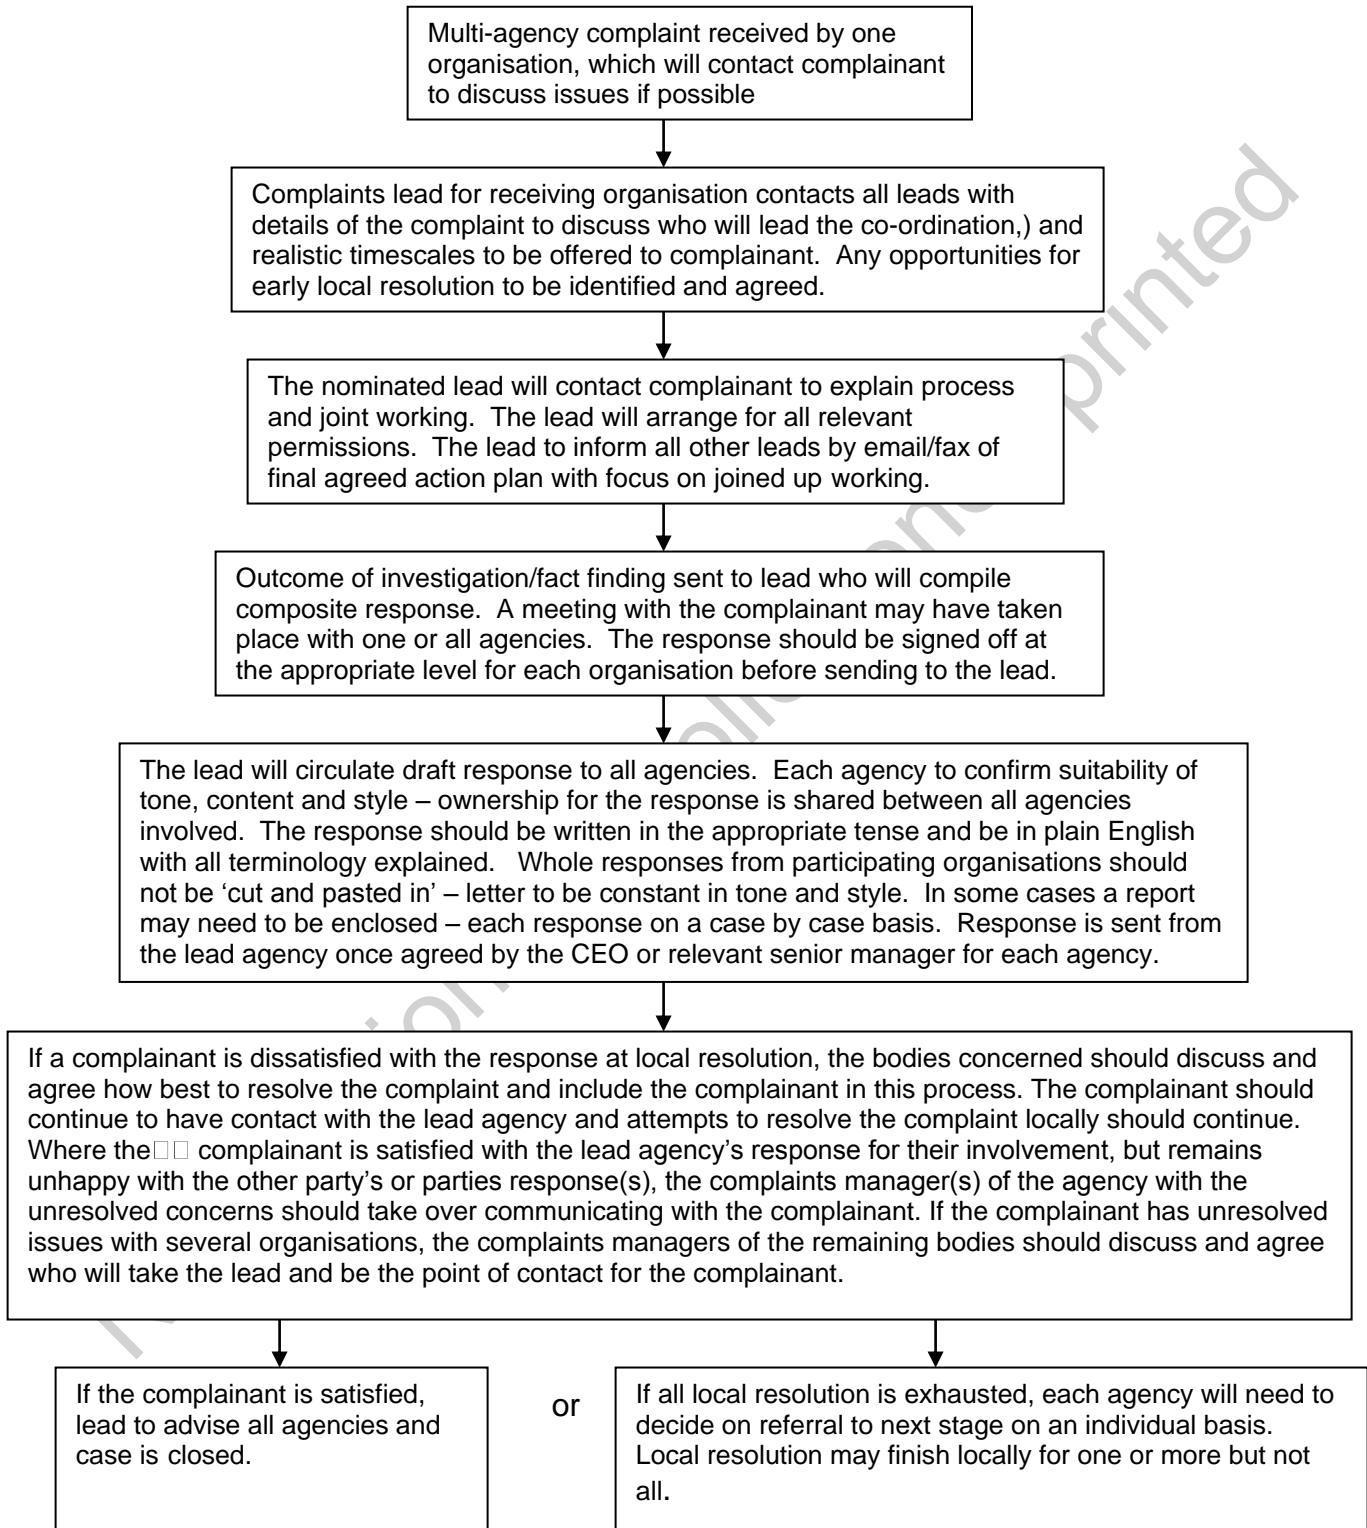 Multi-agency complaint received by one
organisation, which will contact complainant
to discuss issues if possible
Complaints lead for receiving organisation contacts all leads with
details of the complaint to discuss who will lead the co-ordination,) and
realistic timescales to be offered to complainant.  Any opportunities for
early local resolution to be identified and agreed.
The nominated lead will contact complainant to explain process
and joint working.  The lead will arrange for all relevant
permissions.  The lead to inform all other leads by email/fax of
final agreed action plan with focus on joined up working.
Outcome of investigation/fact finding sent to lead who will compile
composite response.  A meeting with the complainant may have taken
place with one or all agencies.  The response should be signed off at
the appropriate level for each organisation before sending to the lead.
The lead will circulate draft response to all agencies.  Each agency to confirm suitability of
tone, content and style – ownership for the response is shared between all agencies
involved.  The response should be written in the appropriate tense and be in plain English
with all terminology explained.   Whole responses from participating organisations should
not be ‘cut and pasted in’ – letter to be constant in tone and style.  In some cases a report
may need to be enclosed – each response on a case by case basis.  Response is sent from
the lead agency once agreed by the CEO or relevant senior manager for each agency.
If a complainant is dissatisfied with the response at local resolution, the bodies concerned should discuss and
agree how best to resolve the complaint and include the complainant in this process. The complainant should
continue to have contact with the lead agency and attempts to resolve the complaint locally should continue.
Where the□□ complainant is satisfied with the lead agency’s response for their involvement, but remains
unhappy with the other party’s or parties response(s), the complaints manager(s) of the agency with the
unresolved concerns should take over communicating with the complainant. If the complainant has unresolved
issues with several organisations, the complaints managers of the remaining bodies should discuss and agree
who will take the lead and be the point of contact for the complainant.
If the complainant is satisfied,
lead to advise all agencies and
case is closed.
or
If all local resolution is exhausted, each agency will need to
decide on referral to next stage on an individual basis.
Local resolution may finish locally for one or more but not
all.
printed